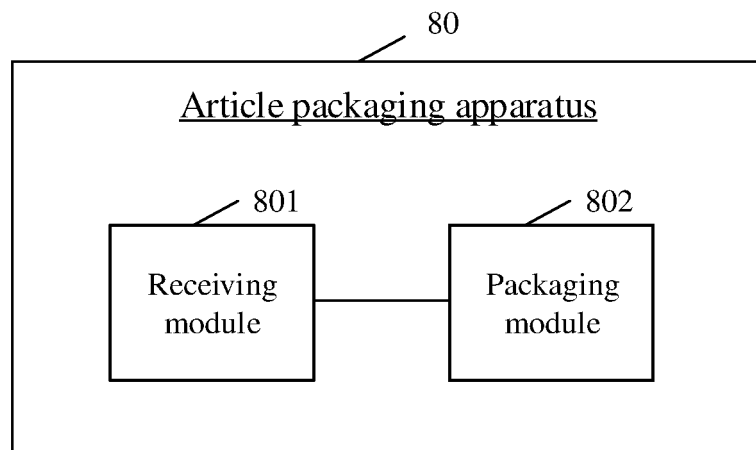 80
Article packaging apparatus
801
802
Receiving
module
Packaging
module